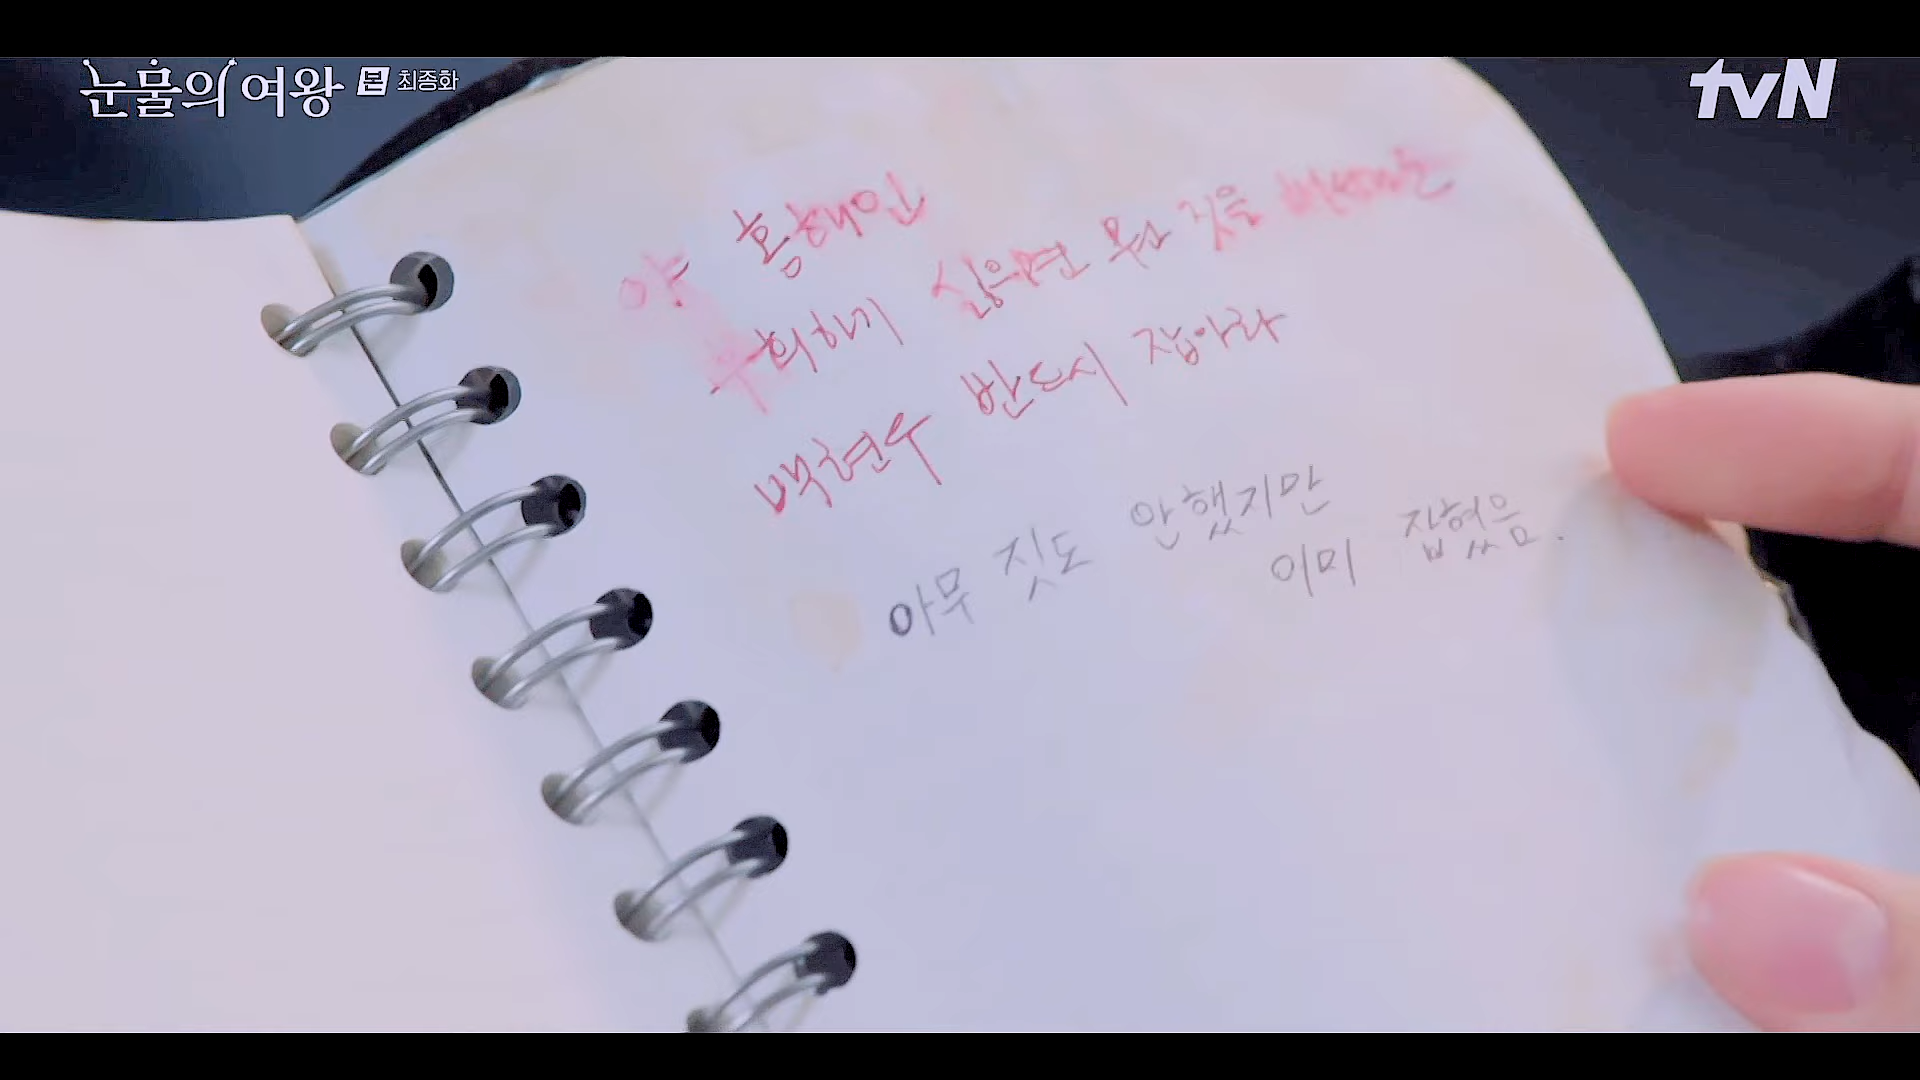 눈물의 여왕 본 최종화
tvN
야 홍해인
후회하기 싫으면 무슨 짓을
백현우 반드시 잡아라
아무 짓도 안했지만
이미 잡혔음.